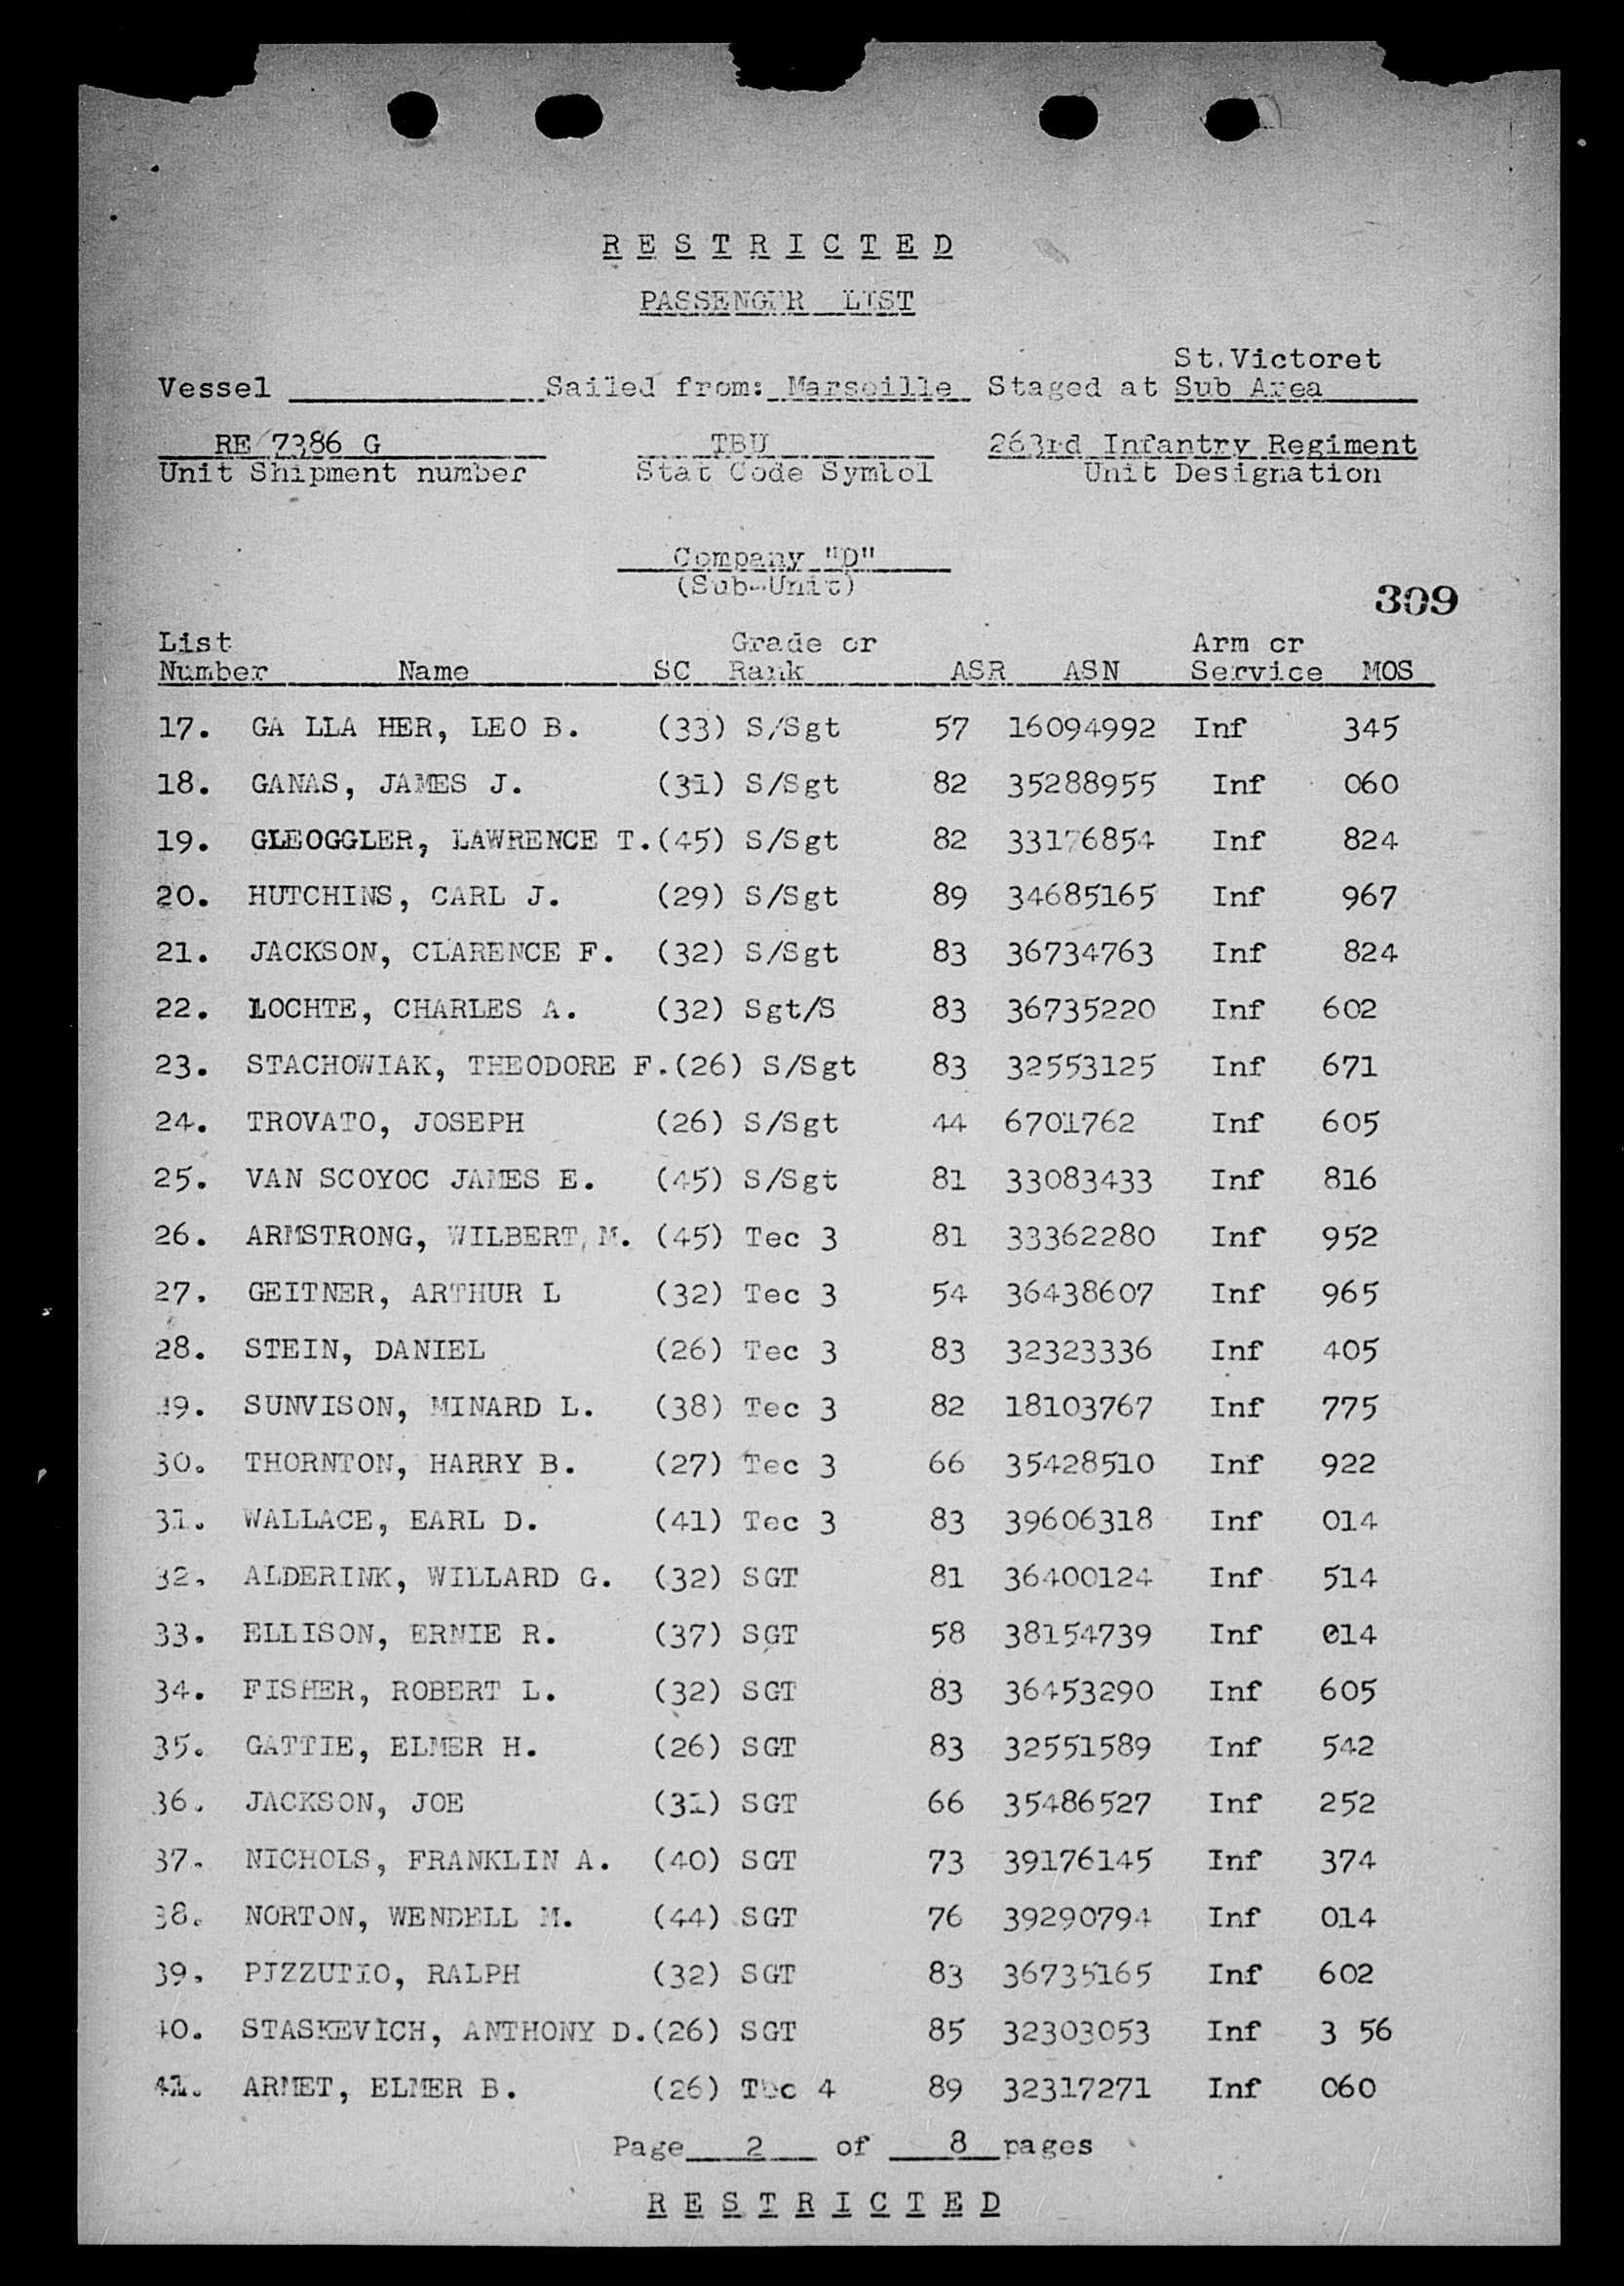 R E S T R I C T E D
PASSENGER LIST
St.Victoret
Vessel Sailed from: Marseille Staged at Sub Area
RE 7386 G TBU 263rd Infantry Regiment
Unit Shipment number Stat Code Symbol Unit Designation
Company "D"
(Sub-Unit)
309
List Grade or Arm or
Number Name SC Rank ASR ASN Service MOS
17. GA LLA HER, LEO B. (33) S/Sgt 57 16094992 Inf 345
18. GANAS, JAMES J. (31) S/Sgt 82 35288955 Inf 060
19. GLEOGGLER, LAWRENCE T.(45) S/Sgt 82 33176854 Inf 824
20. HUTCHINS, CARL J. (29) S/Sgt 89 34685165 Inf 967
21. JACKSON, CLARENCE F. (32) S/Sgt 83 36734763 Inf 824
22. LOCHTE, CHARLES A. (32) Sgt/S 83 36735220 Inf 602
23. STACHOWIAK, THEODORE F.(26) S/Sgt 83 32553125 Inf 671
24. TROVATO, JOSEPH (26) S/Sgt 44 6701762 Inf 605
25. VAN SCOYOC JAMES E. (45) S/Sgt 81 33083433 Inf 816
26. ARMSTRONG, WILBERT M. (45) Tec 3 81 33362280 Inf 952
27. GEITNER, ARTHUR L (32) Tec 3 54 36438607 Inf 965
28. STEIN, DANIEL (26) Tec 3 83 32323336 Inf 405
29. SUNVISON, MINARD L. (38) Tec 3 82 18103767 Inf 775
30. THORNTON, HARRY B. (27) Tec 3 66 35428510 Inf 922
31. WALLACE, EARL D. (41) Tec 3 83 39606318 Inf 014
32. ALDERINK, WILLARD G. (32) SGT 81 36400124 Inf 514
33. ELLISON, ERNIE R. (37) SGT 58 38154739 Inf 014
34. FISHER, ROBERT L. (32) SGT 83 36453290 Inf 605
35. GATTIE, ELMER H. (26) SGT 83 32551589 Inf 542
36. JACKSON, JOE (31) SGT 66 35486527 Inf 252
37. NICHOLS, FRANKLIN A. (40) SGT 73 39176145 Inf 374
38. NORTON, WENDELL M. (44) SGT 76 39290794 Inf 014
39. PIZZUTIO, RALPH (32) SGT 83 36735165 Inf 602
40. STASKEVICH, ANTHONY D.(26) SGT 85 32303053 Inf 3 56
41. ARMET, ELMER B. (26) Tec 4 89 32317271 Inf 060
Page 2 of 8 pages
R E S T R I C T E D